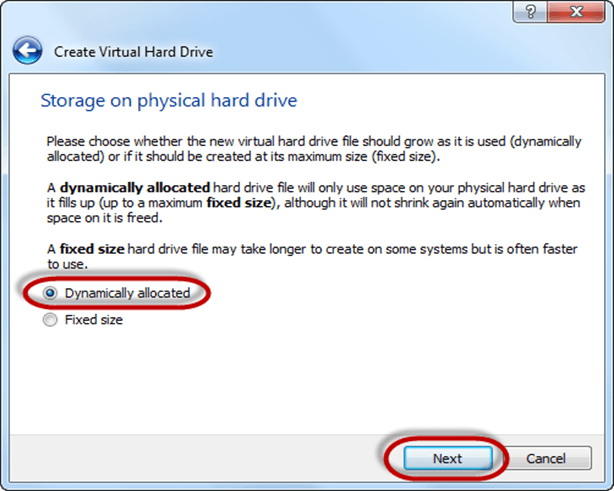 Create Virtual Hard Drive
Storage on physical hard drive
Please choose whether the new virtual hard drive file should grow as it is used (dynamically
allocated) or if it should be created at its maximum size (fixed size).
A dynamically allocated hard drive file will only use space on your physical hard drive as
it fills up (up to a maximum fixed size), although it will not shrink again automatically when
space on it is freed.
A fixed size hard drive file may take longer to create on some systems but is often faster
to use.
Dynamically allocated
Fixed size
Next
Cancel